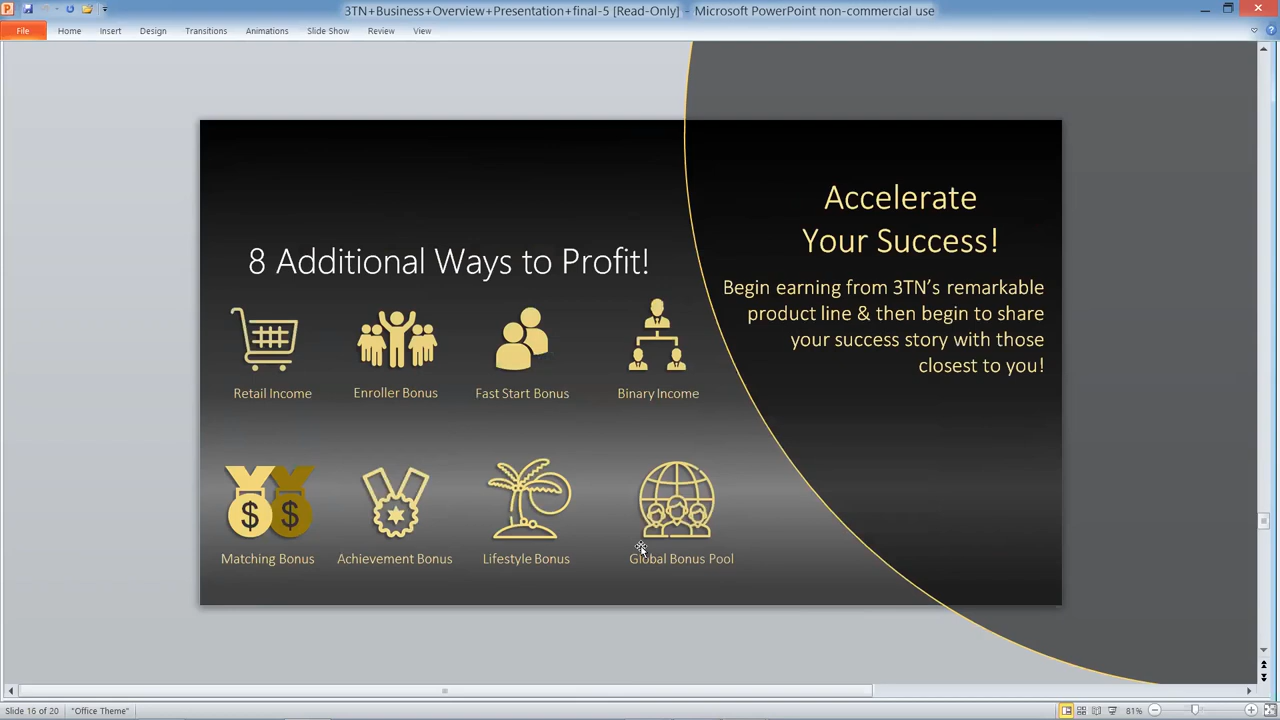 3TN+Business+Overview+Presentation+final-5 [Read-Only] - Microsoft PowerPoint non-commercial use
File Home Insert Design Transitions Animations Slide Show Review View
8 Additional Ways to Profit!
Retail Income
Enroller Bonus
Fast Start Bonus
Binary Income
Matching Bonus
Achievement Bonus
Lifestyle Bonus
Global Bonus Pool
Accelerate
Your Success!
Begin earning from 3TN's remarkable
product line & then begin to share
your success story with those
closest to you!
Slide 16 of 20 "Office Theme" 81%